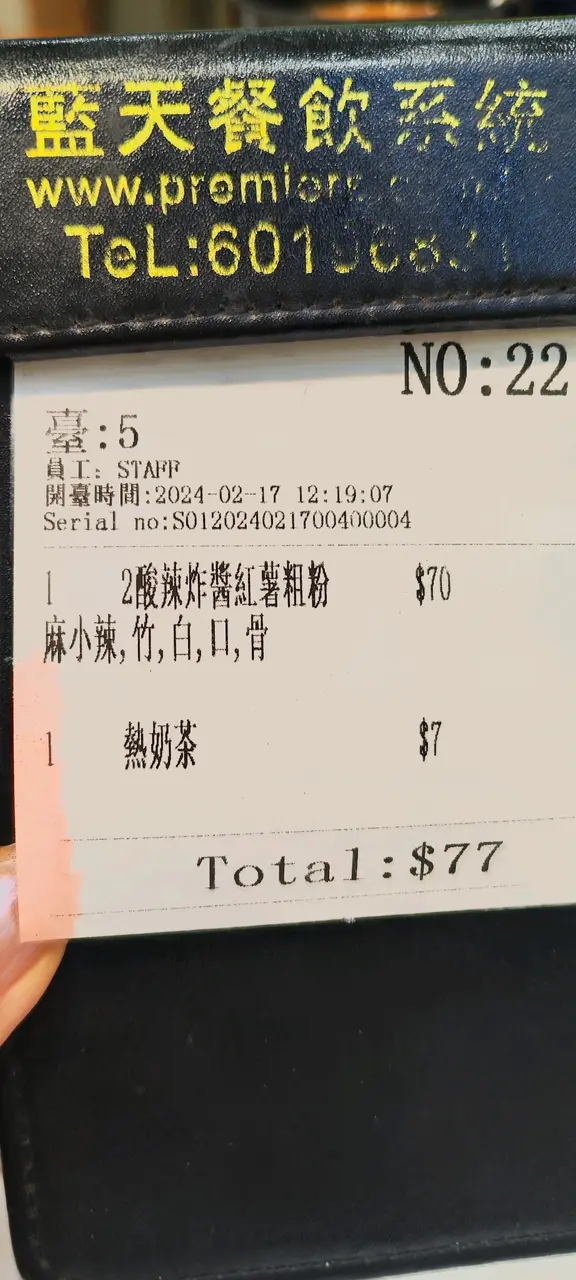 藍天餐飲系統
TeL:601
NO:22
臺:5
員工: STAFF
開臺時間:2024-02-17 12:19:07
Serial no:S012024021700400004
1 2酸辣炸醬紅薯粗粉 $70
麻小辣,竹,白,口,骨
1 熱奶茶 $7
Total:$77